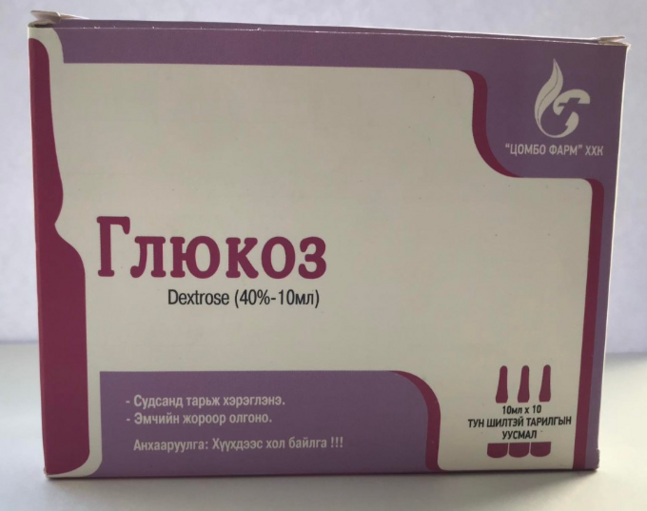 "ЦОМБО ФАРМ" ХХК
Глюкоз
Dextrose (40%-10мл)
- Судсанд тарьж хэрэглэнэ.
- Эмчийн жороор олгоно.
Анхааруулга: Хүүхдээс хол байлга !!!
10мл х 10
ТУН ШИЛТЭЙ ТАРИЛГЫН
УУСМАЛ